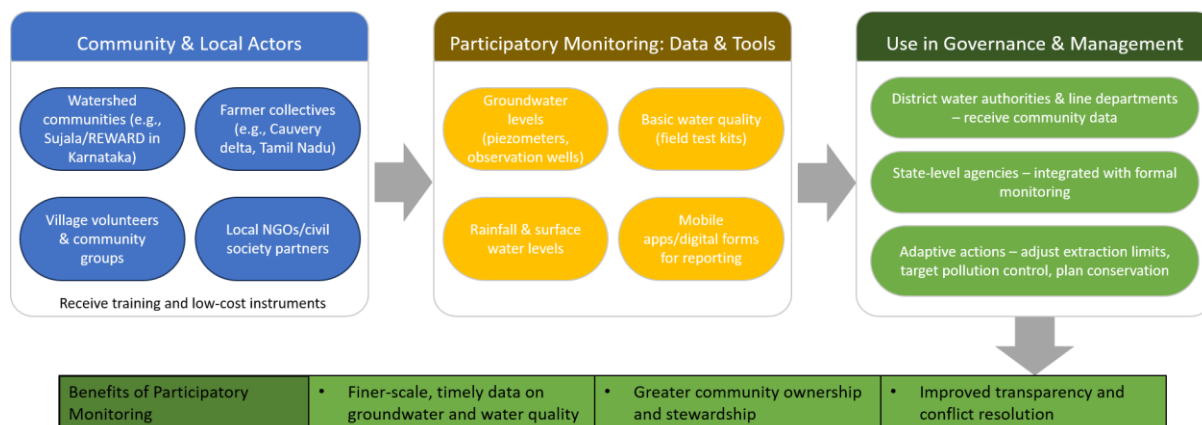 Community & Local Actors
Watershed
communities (e.g.,
Sujala/REWARD in
Karnataka)
Farmer collectives
(e.g., Cauvery
delta, Tamil Nadu)
Village volunteers
& community
groups
Local NGOs/civil
society partners
Receive training and low-cost instruments
Participatory Monitoring: Data & Tools
Groundwater
levels
(piezometers,
observation wells)
Basic water quality
(field test kits)
Rainfall & surface
water levels
Mobile
apps/digital forms
for reporting
Use in Governance & Management
District water authorities & line departments
– receive community data
State-level agencies – integrated with formal
monitoring
Adaptive actions – adjust extraction limits,
target pollution control, plan conservation
Benefits of Participatory
Monitoring
• Finer-scale, timely data on
groundwater and water quality
• Greater community ownership
and stewardship
• Improved transparency and
conflict resolution